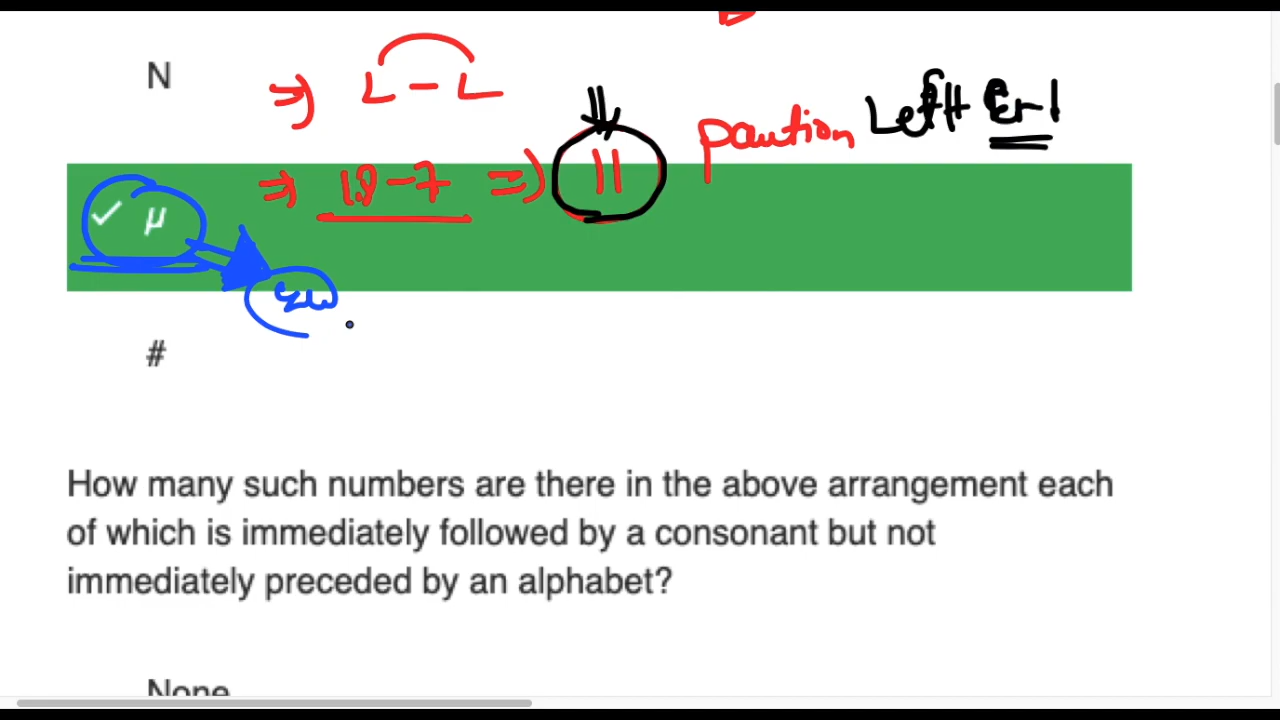 N
⇒ L - L
paution Left End
⇒ 18-7 ⇒ 11
✓ μ
#
How many such numbers are there in the above arrangement each
of which is immediately followed by a consonant but not
immediately preceded by an alphabet?
None